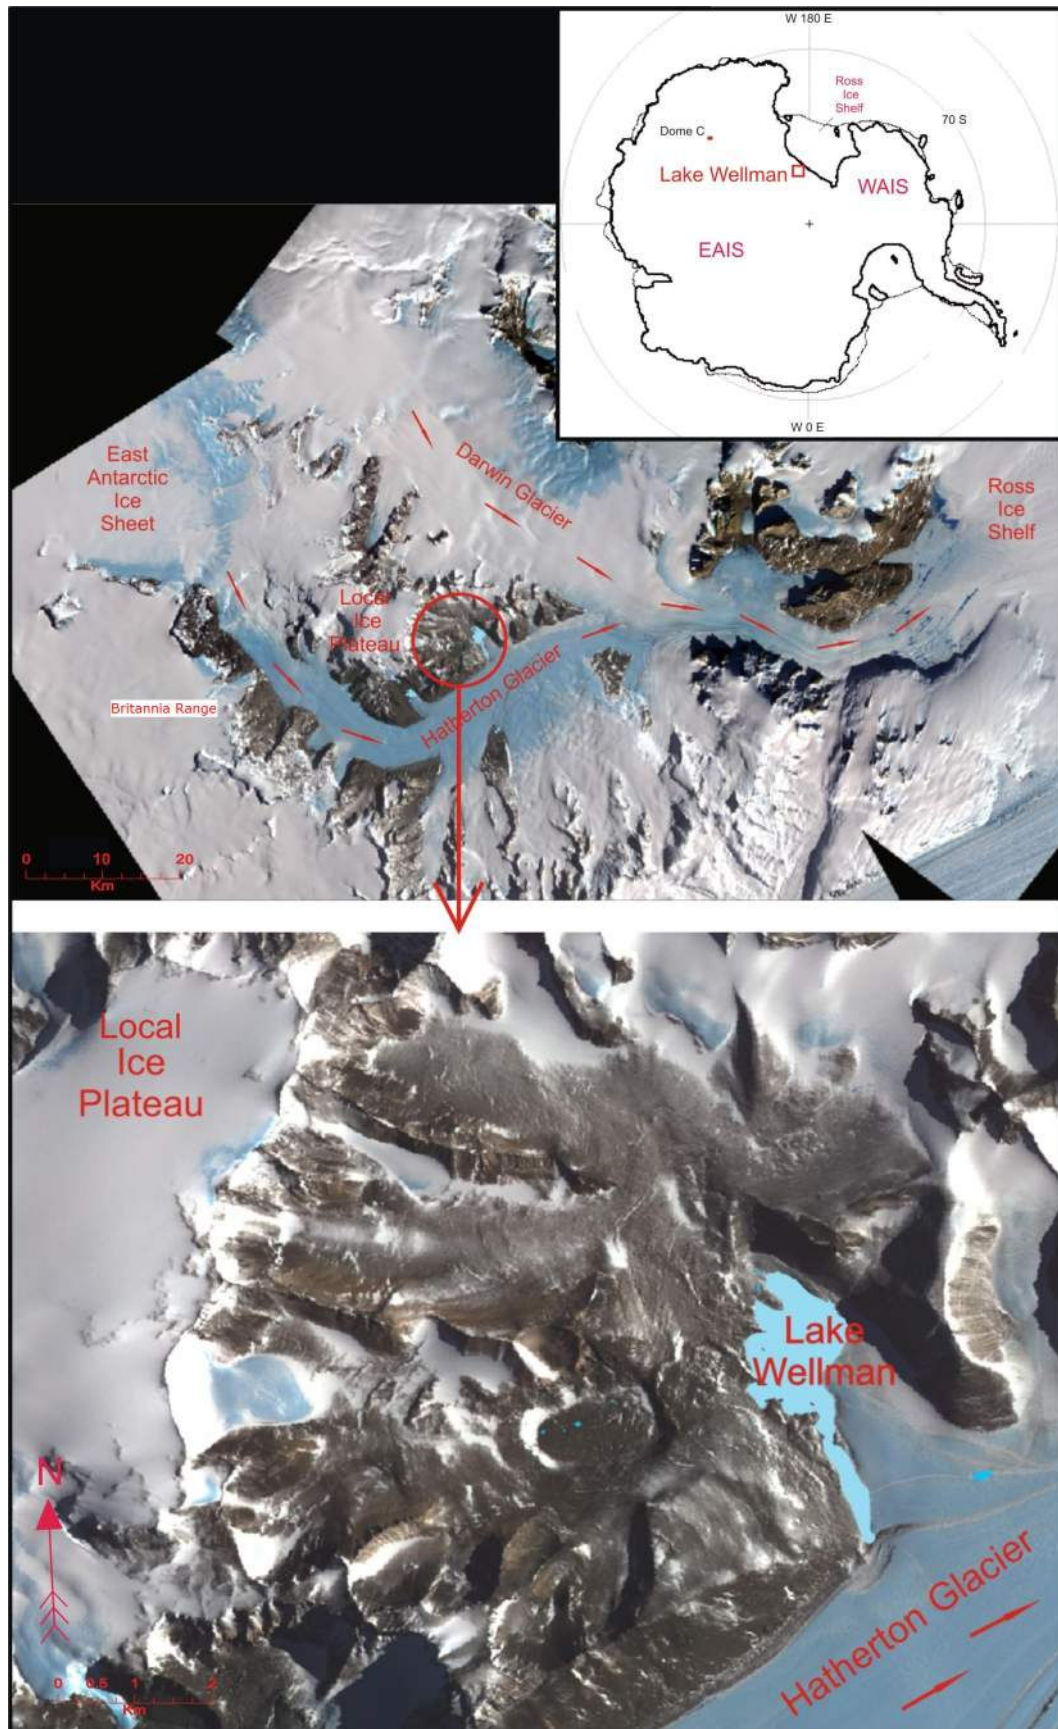 W 180 E
Ross
Ice
Shelf
70 S
Dome C
Lake Wellman
WAIS
EAIS
W 0 E
East
Antarctic
Ice
Sheet
Darwin Glacier
Ross
Ice
Shelf
Local
Ice
Plateau
Hatherton Glacier
Britannia Range
0 10 20
Km
Local
Ice
Plateau
Lake
Wellman
N
Hatherton Glacier
0 0.5 1 2
Km